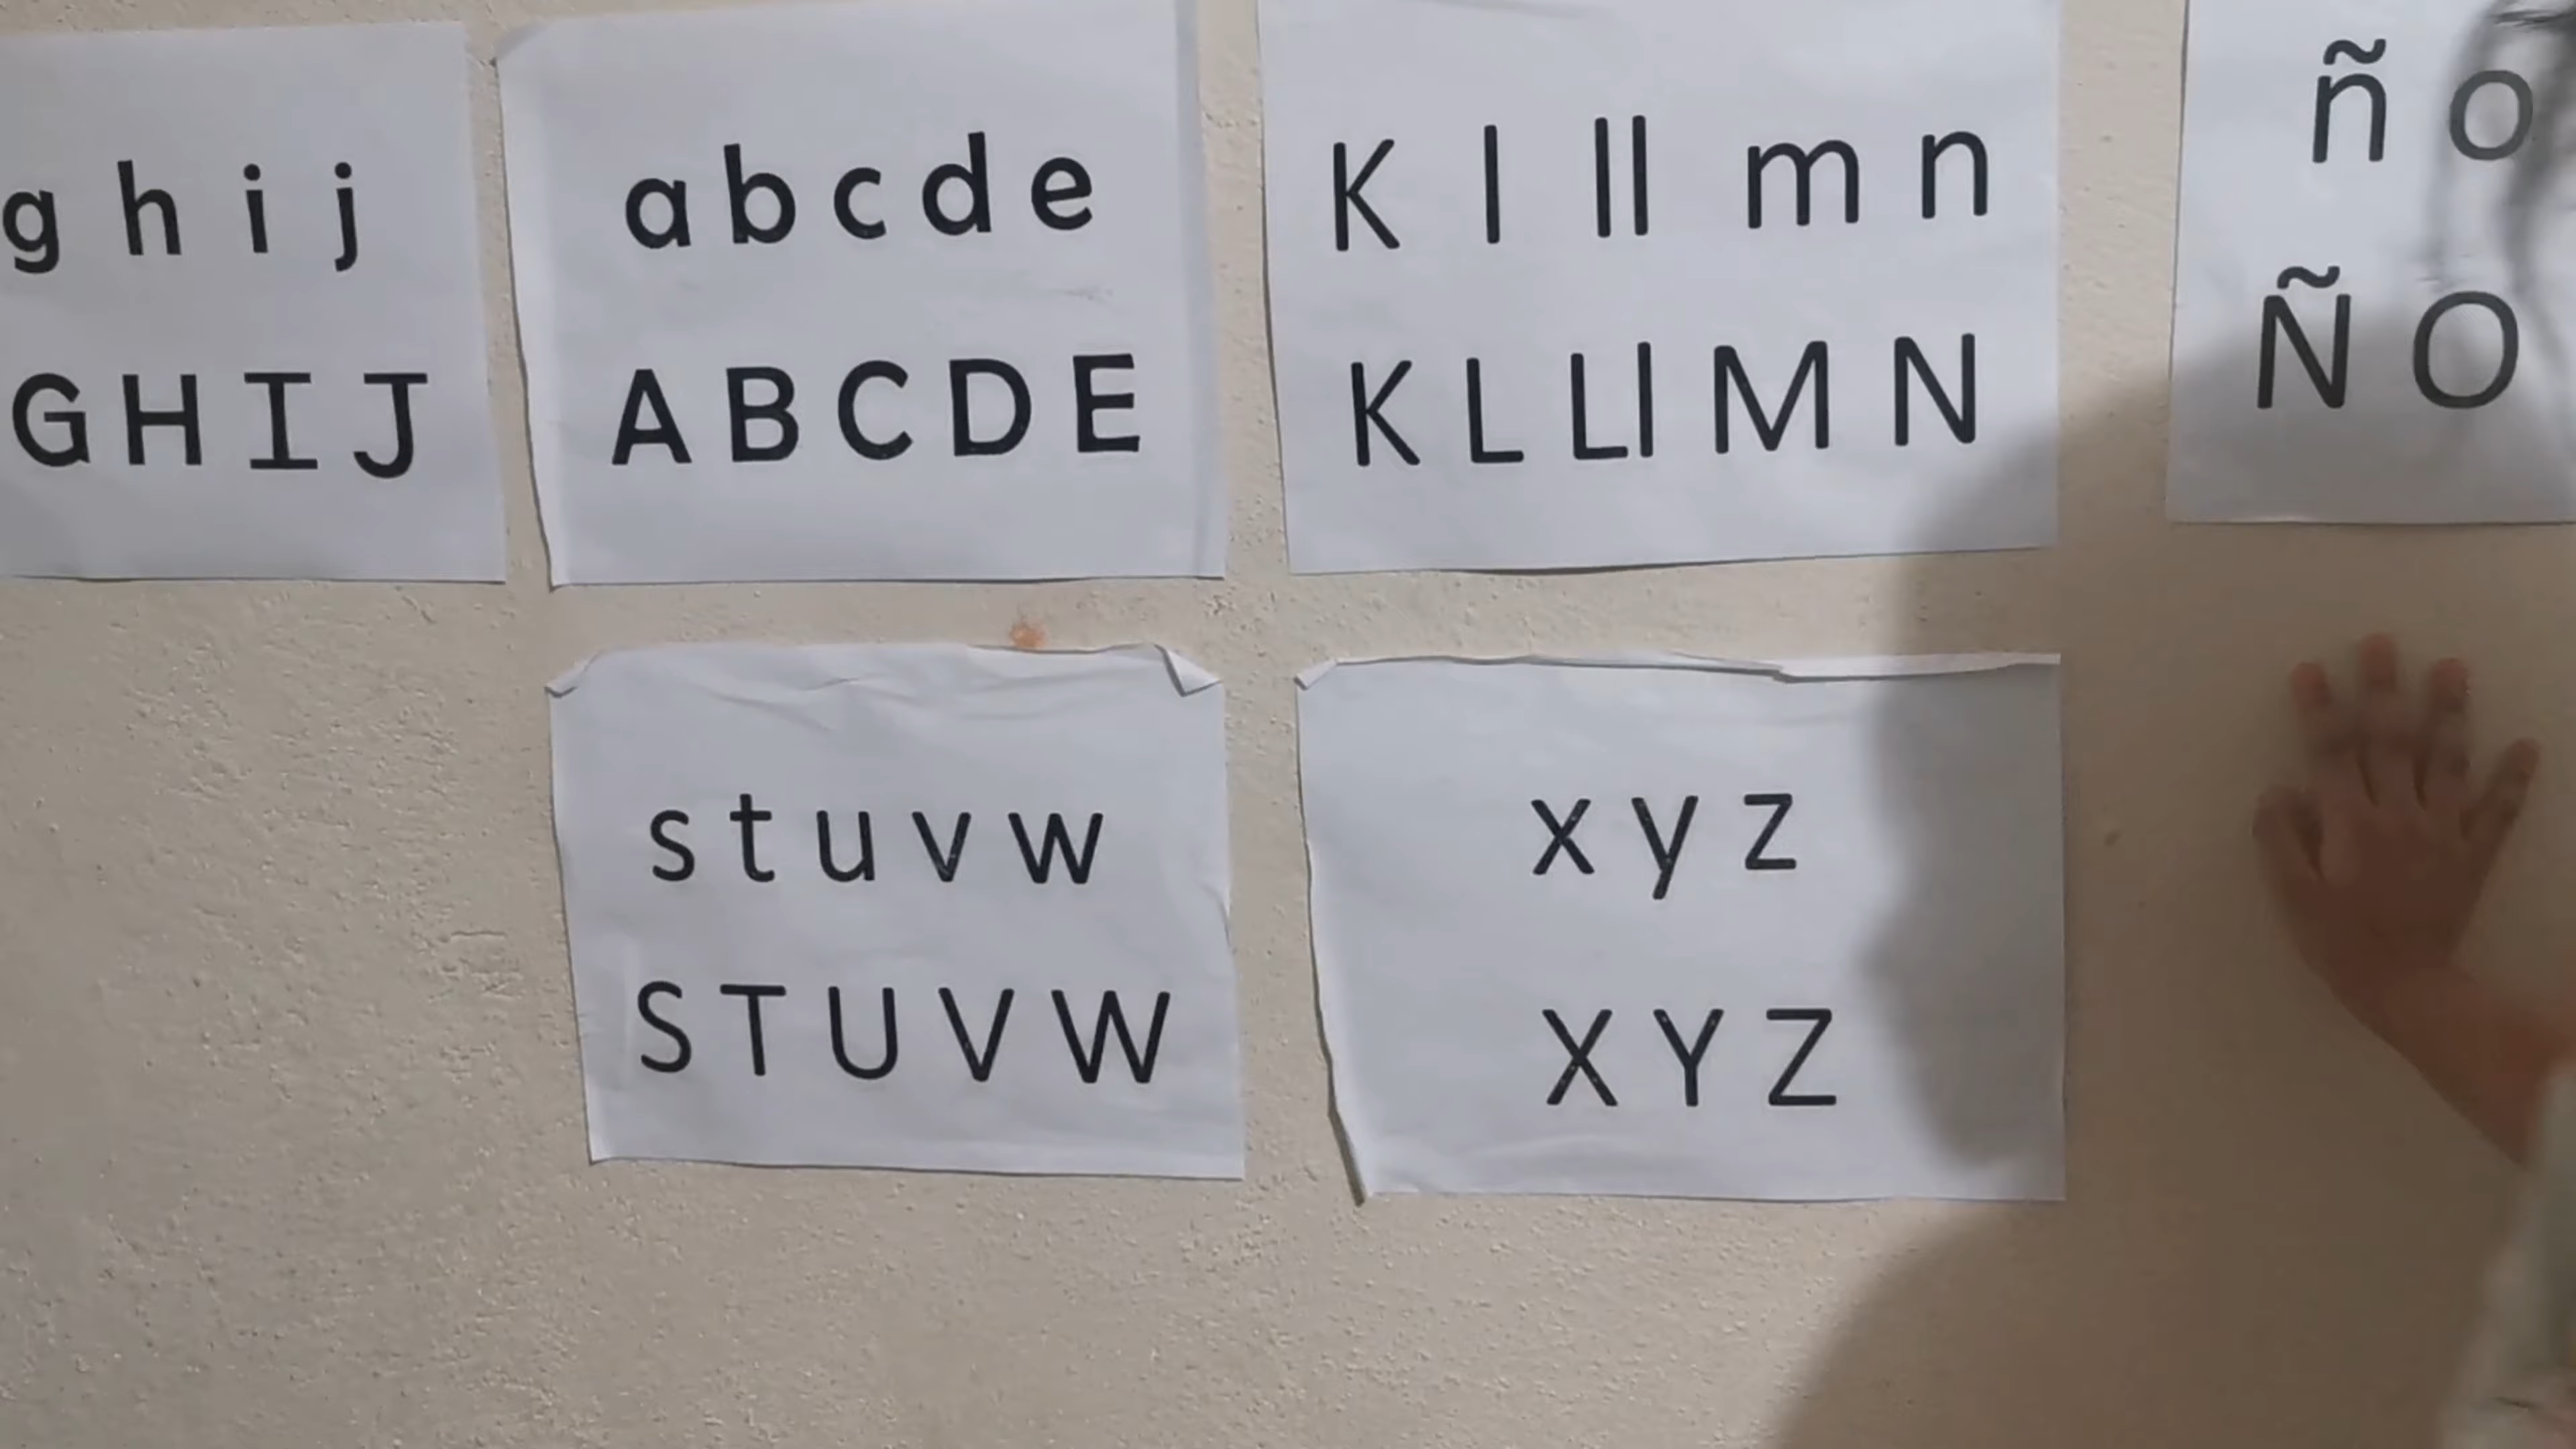 g h i j
G H I J
a b c d e
A B C D E
K l ll m n
K L Ll M N
ñ o
Ñ O
s t u v w
S T U V W
x y z
X Y Z